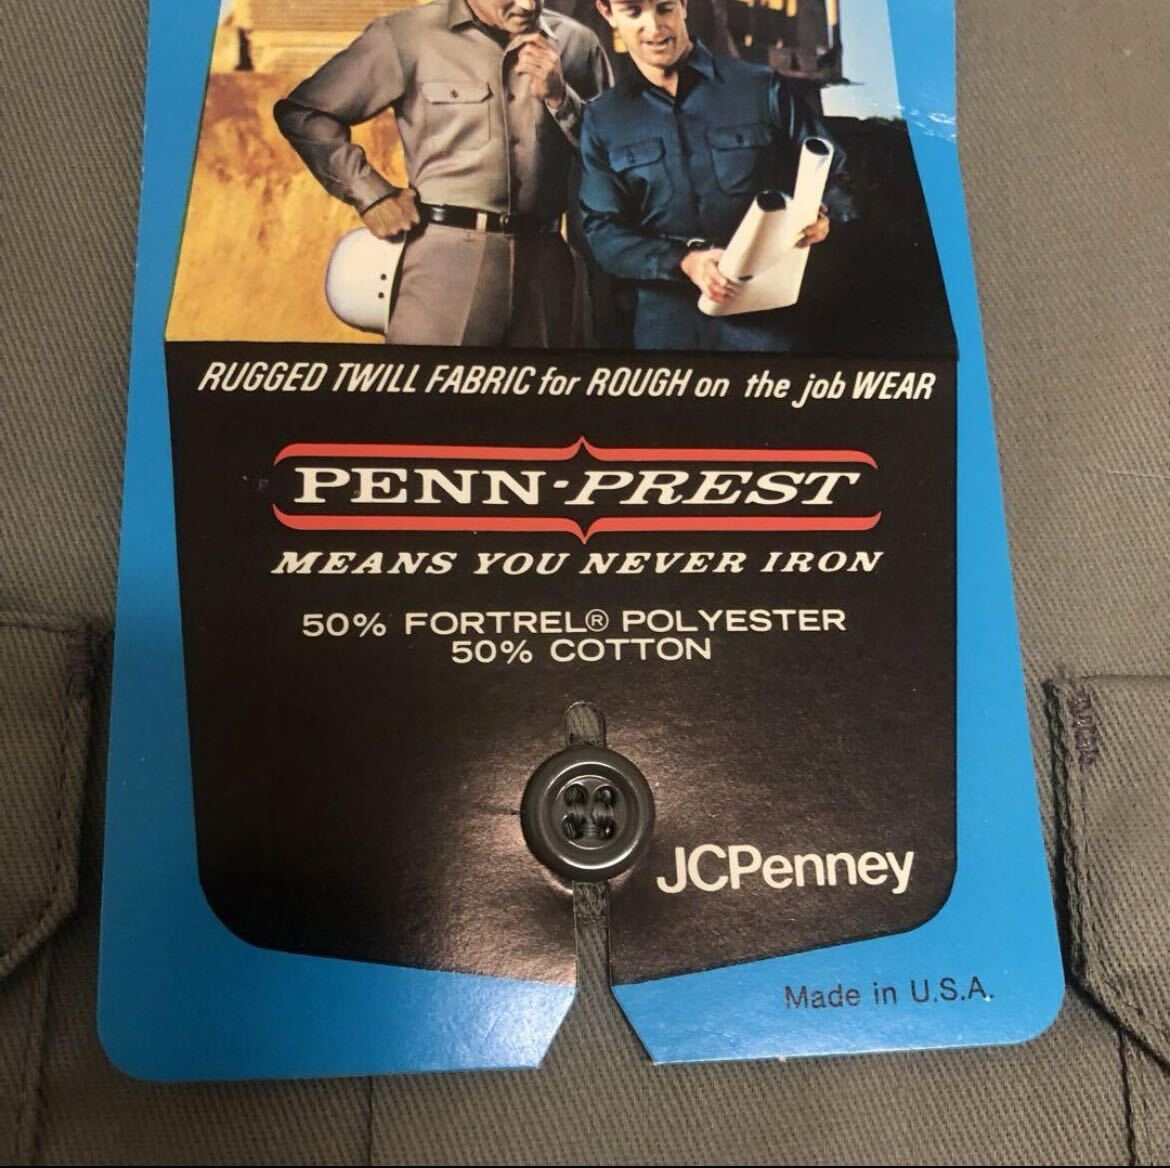 RUGGED TWILL FABRIC for ROUGH on the job WEAR
PENN-PREST
MEANS YOU NEVER IRON
50% FORTREL® POLYESTER
50% COTTON
JCPenney
Made in U.S.A.